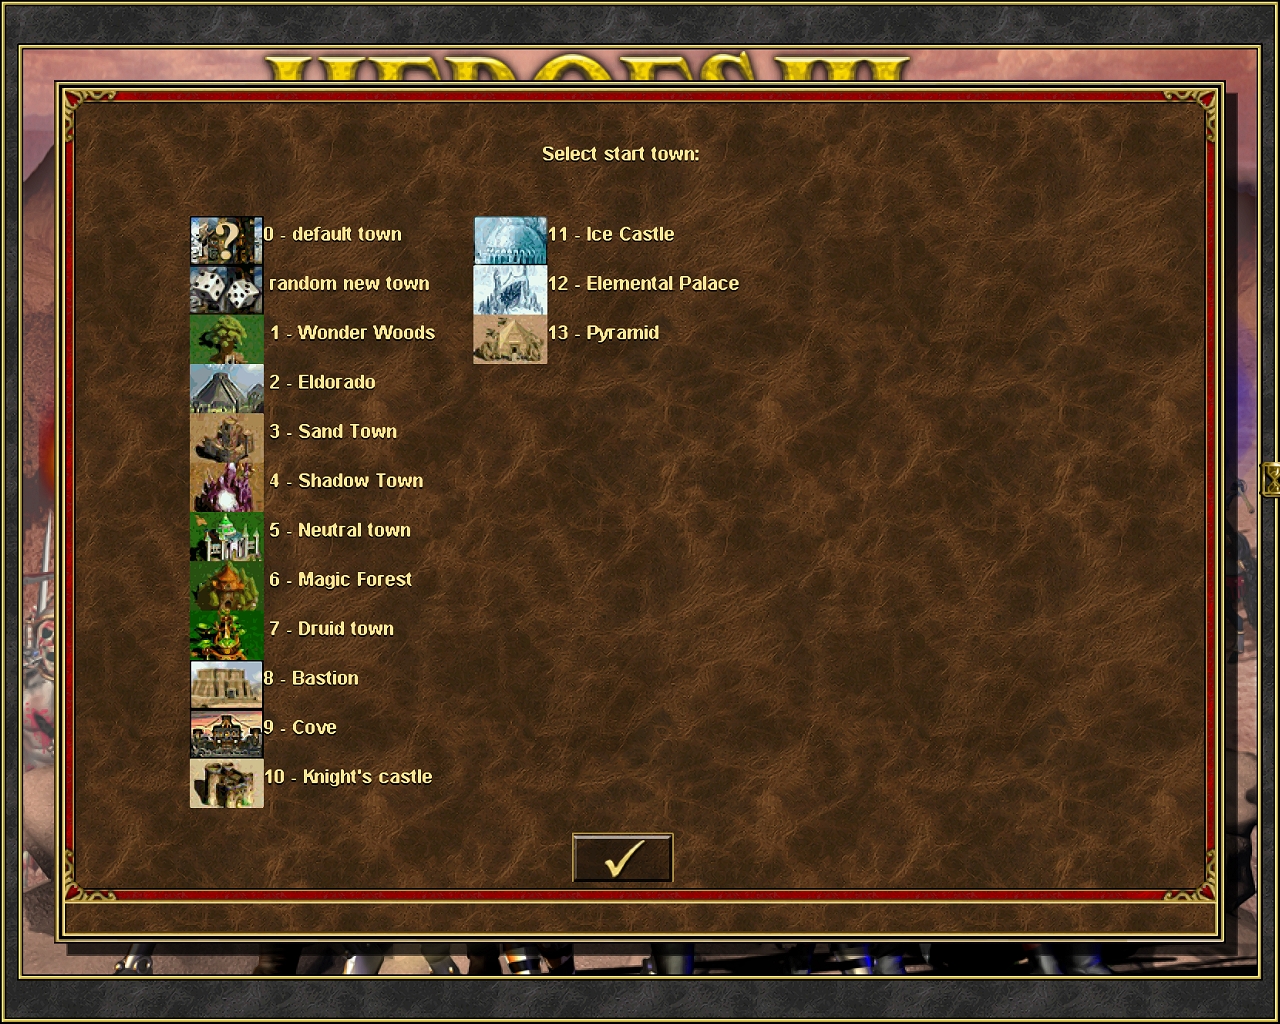 HEROES III
Select start town:
0 - default town
random new town
1 - Wonder Woods
2 - Eldorado
3 - Sand Town
4 - Shadow Town
5 - Neutral town
6 - Magic Forest
7 - Druid town
8 - Bastion
9 - Cove
10 - Knight's castle
11 - Ice Castle
12 - Elemental Palace
13 - Pyramid